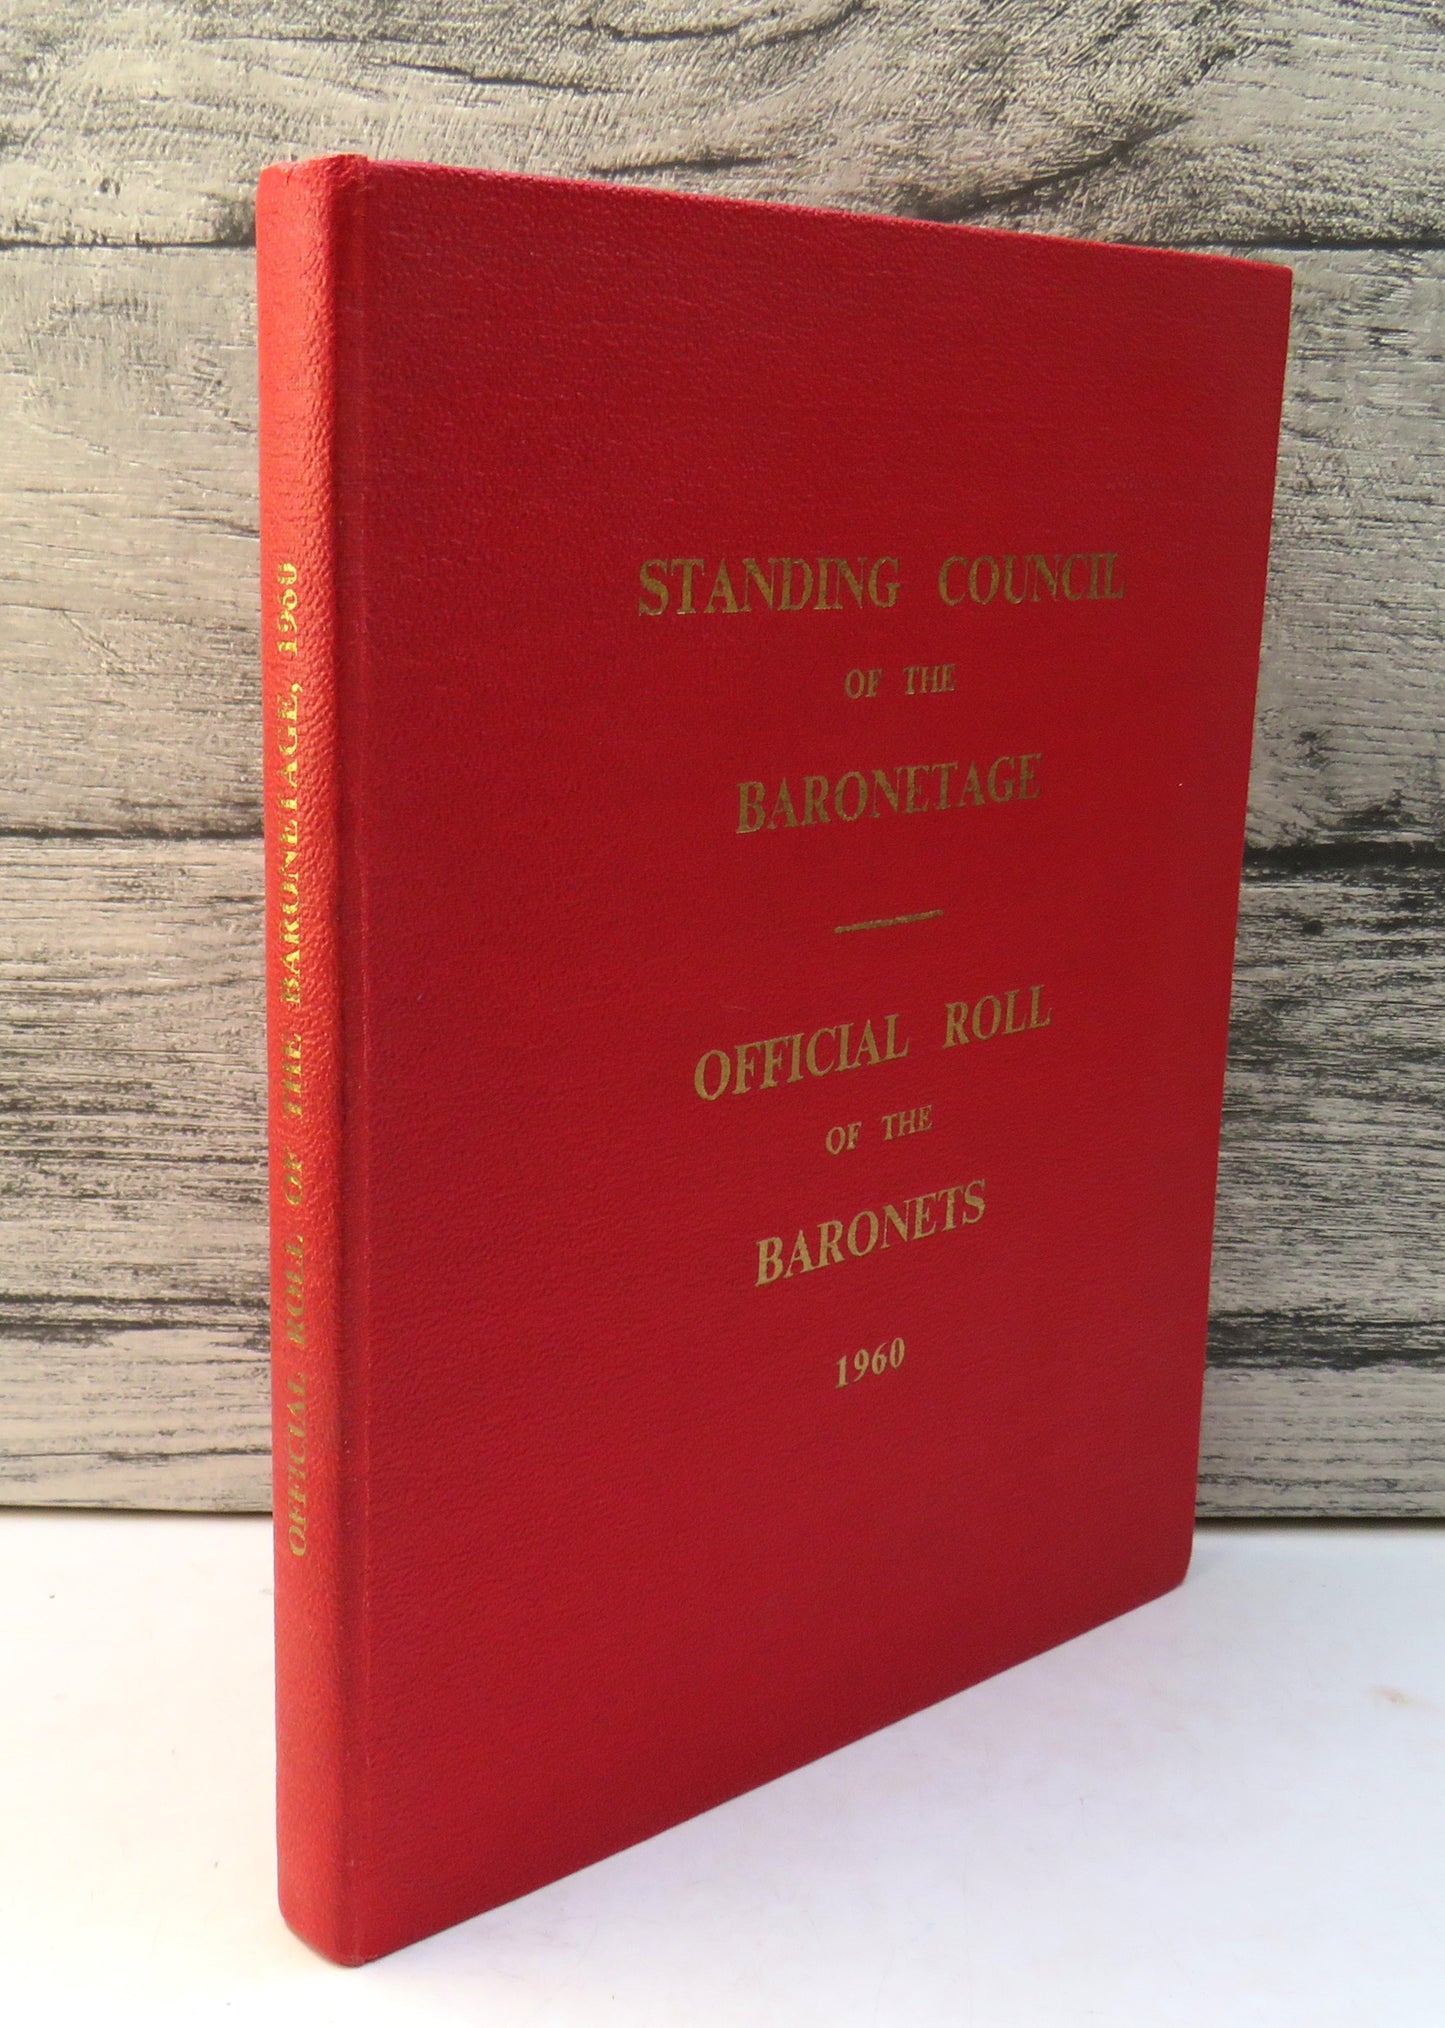 OFFICIAL ROLL OF THE BARONETAGE, 1960
STANDING COUNCIL
OF THE
BARONETAGE
OFFICIAL ROLL
OF THE
BARONETS
1960